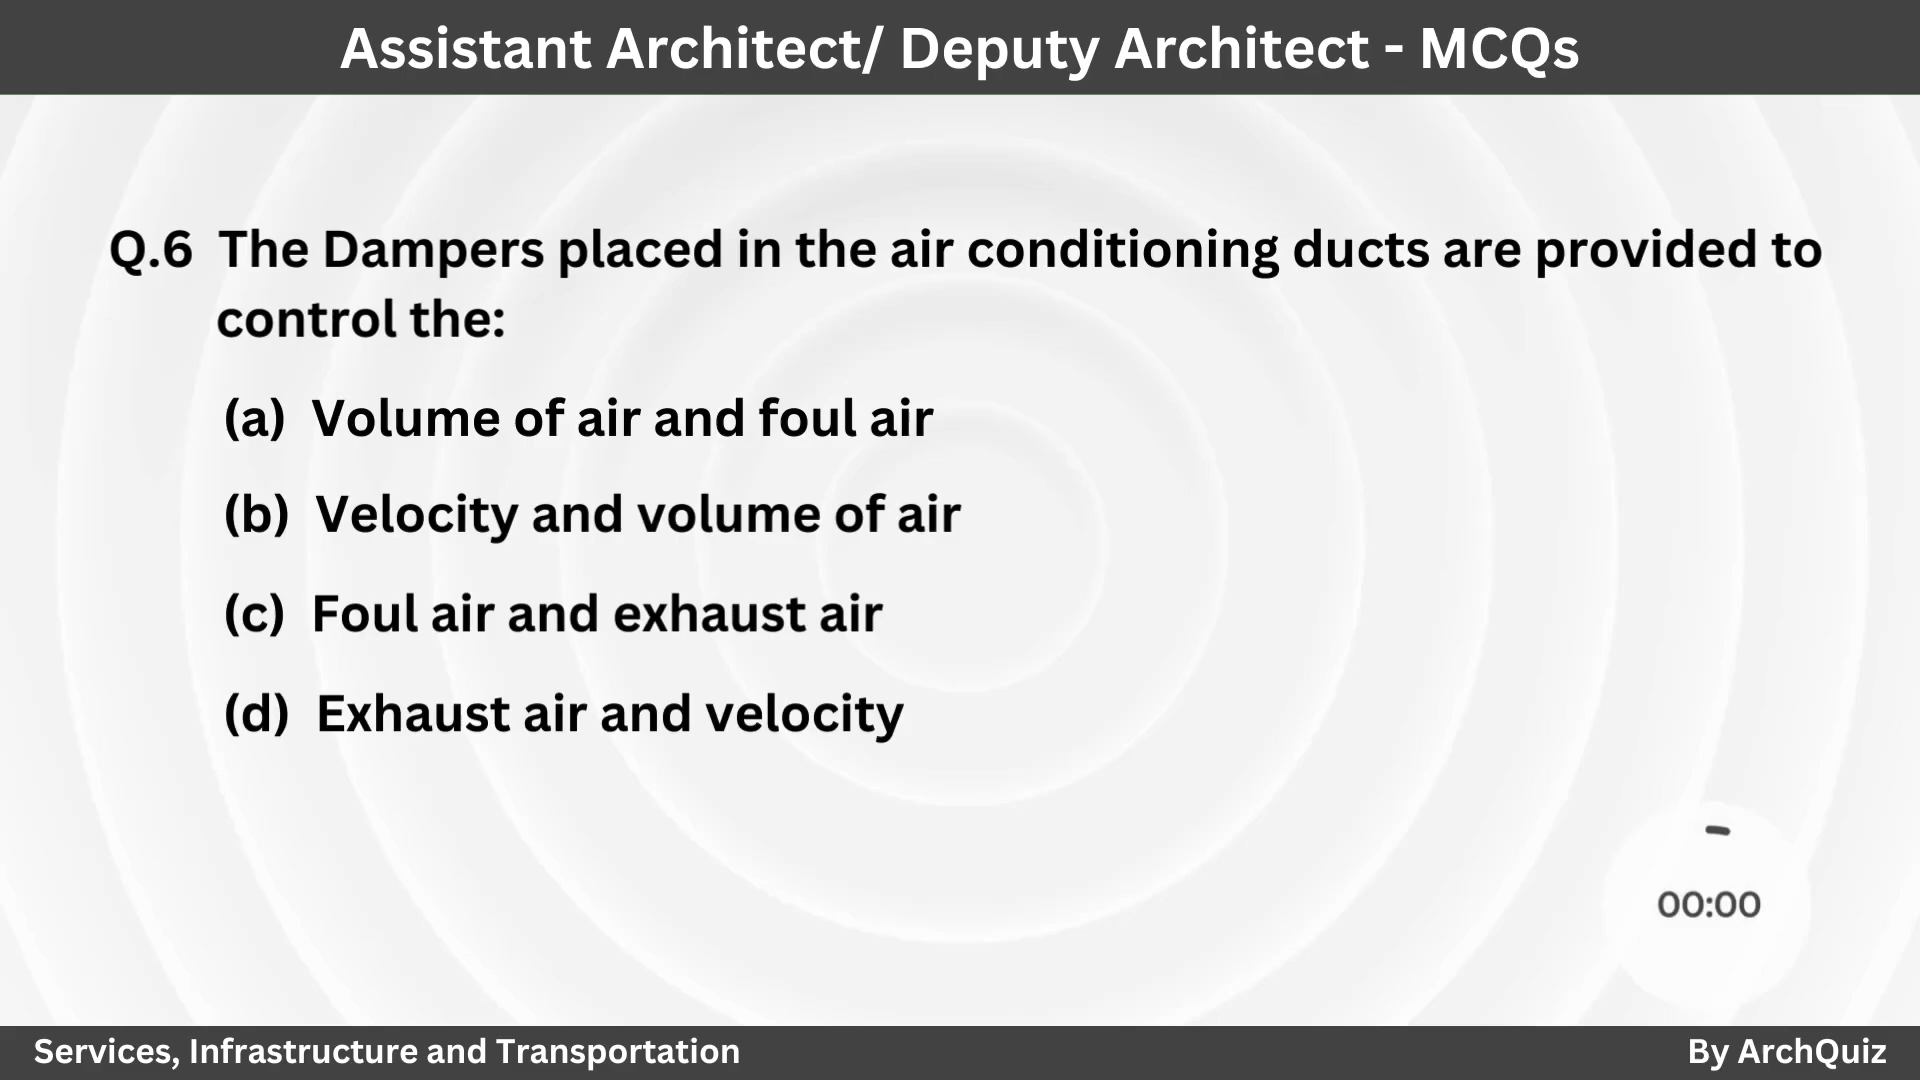 Assistant Architect/ Deputy Architect - MCQs
Q.6 The Dampers placed in the air conditioning ducts are provided to
control the:
(a) Volume of air and foul air
(b) Velocity and volume of air
(c) Foul air and exhaust air
(d) Exhaust air and velocity
00:00
Services, Infrastructure and Transportation
By ArchQuiz